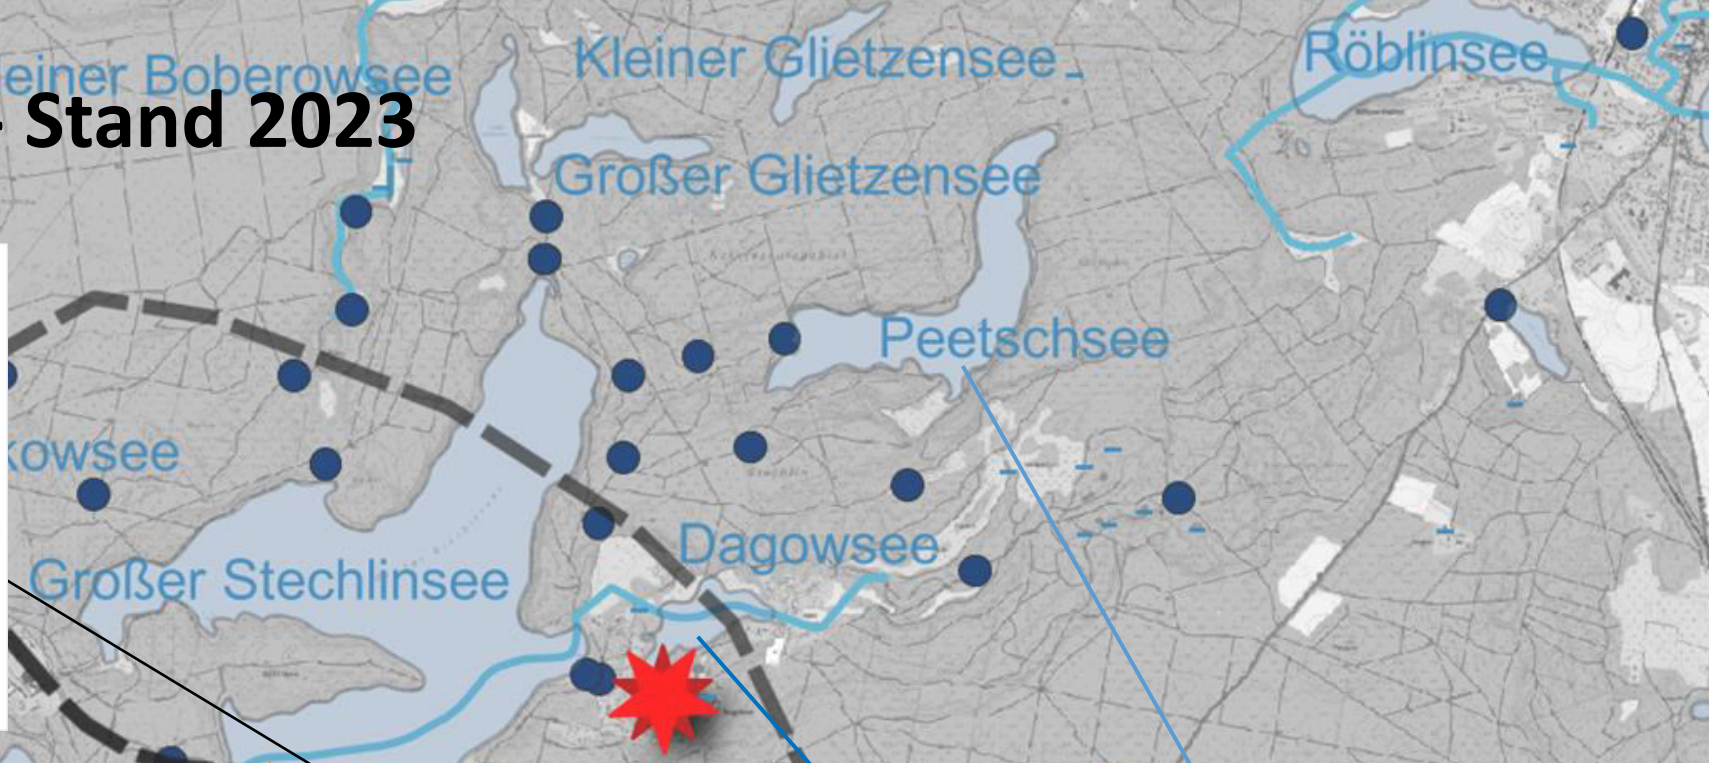 einer Boberowsee
Kleiner Glietzensee
Röblinsee
Stand 2023
Großer Glietzensee
Peetschsee
kowsee
Dagowsee
Großer Stechlinsee